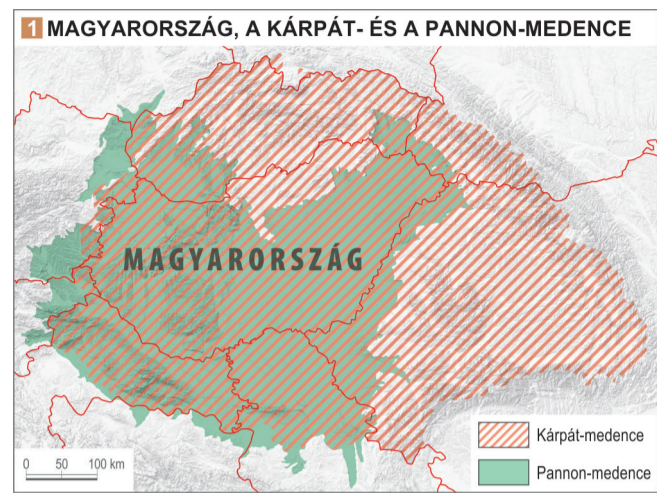 1 MAGYARORSZÁG, A KÁRPÁT- ÉS A PANNON-MEDENCE
MAGYARORSZÁG
Kárpát-medence
Pannon-medence
0 50 100 km